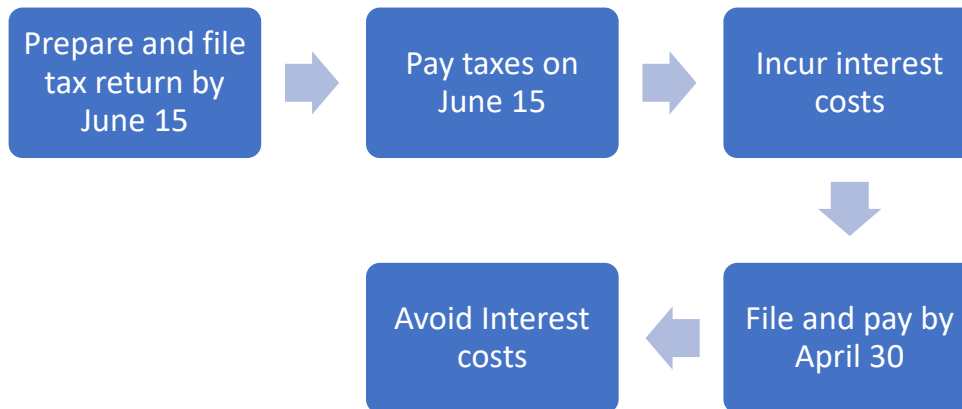 Prepare and file
tax return by
June 15
Pay taxes on
June 15
Incur interest
costs
File and pay by
April 30
Avoid Interest
costs